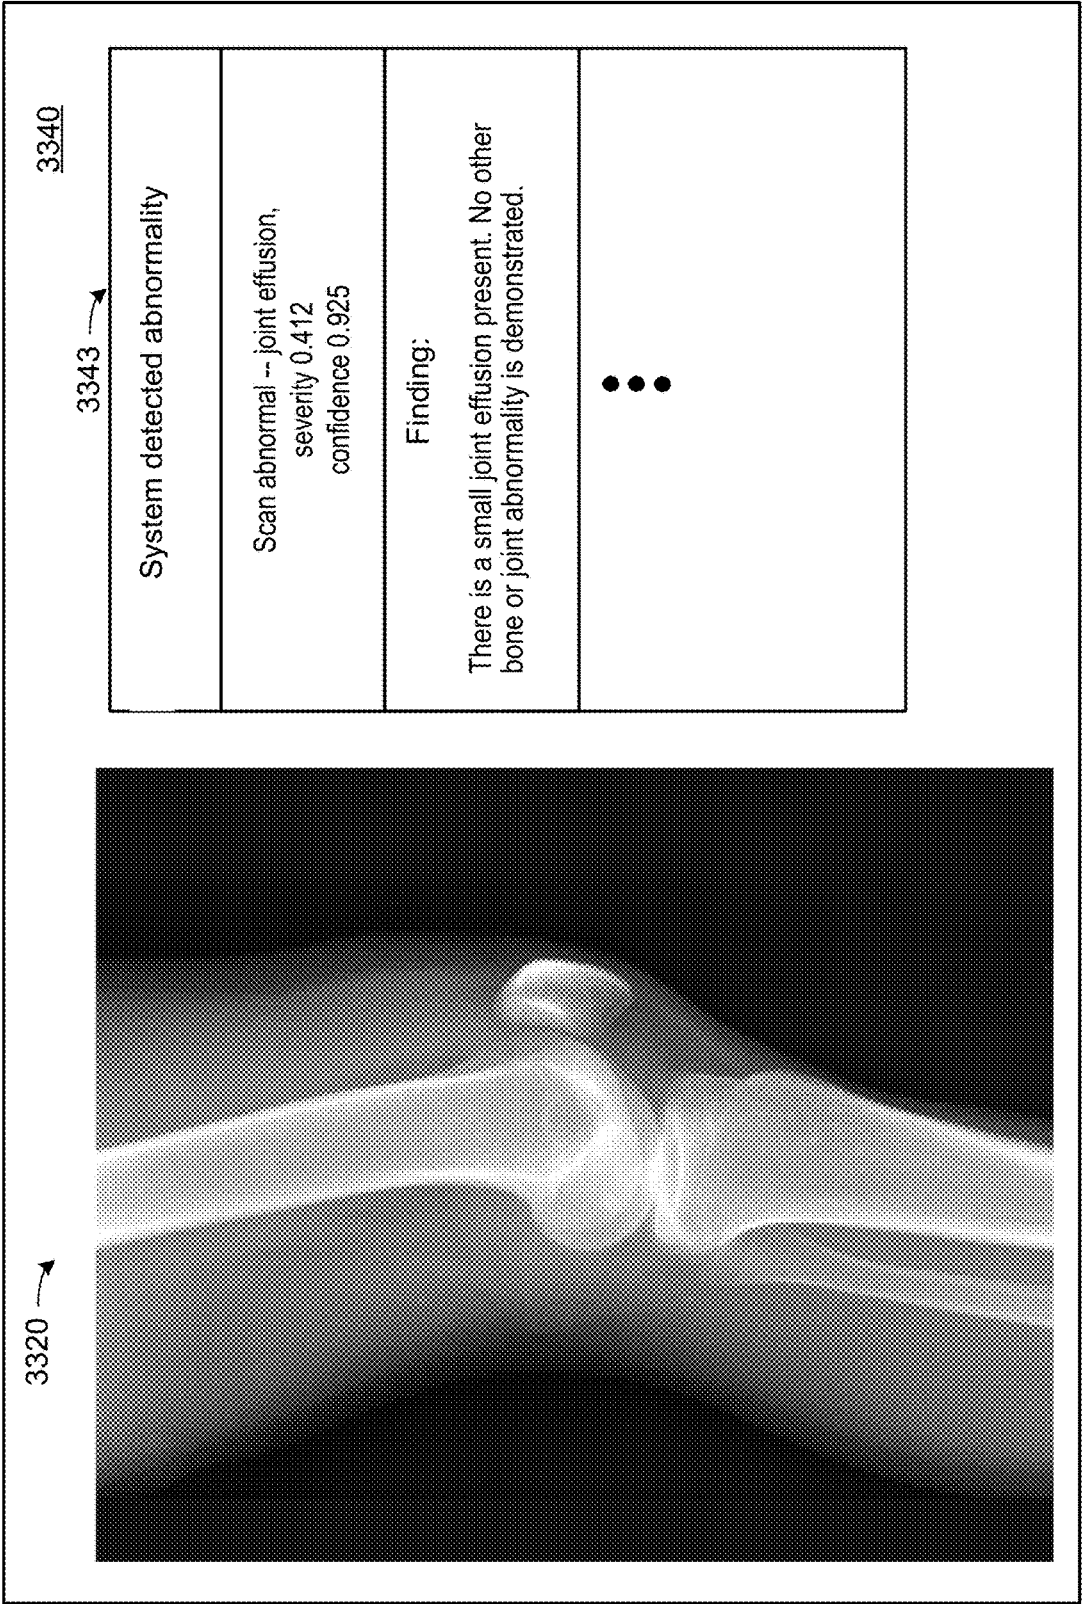 3340
3343
System detected abnormality
Scan abnormal -- joint effusion,
severity 0.412
confidence 0.925
Finding:
There is a small joint effusion present. No other
bone or joint abnormality is demonstrated.
3320